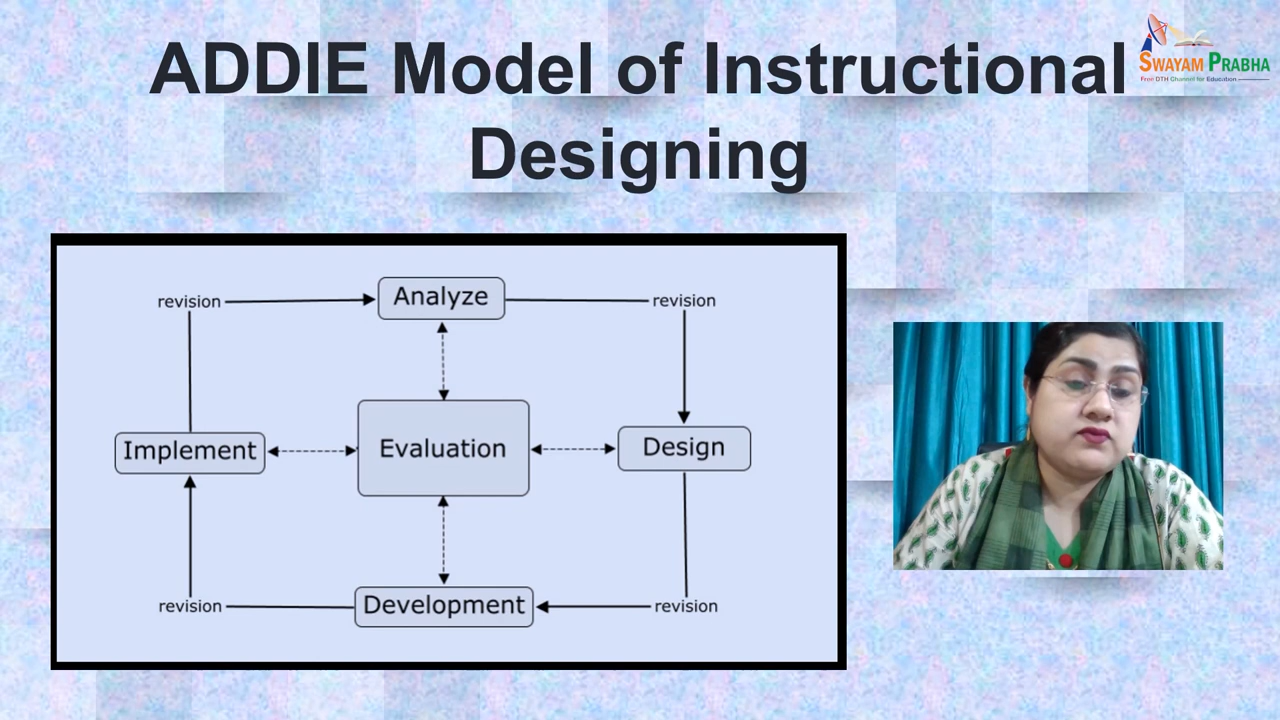 ADDIE Model of Instructional
Designing
SWAYAM PRABHA
Free DTH Channel for Education
revision
Analyze
revision
Implement
Evaluation
Design
revision
Development
revision